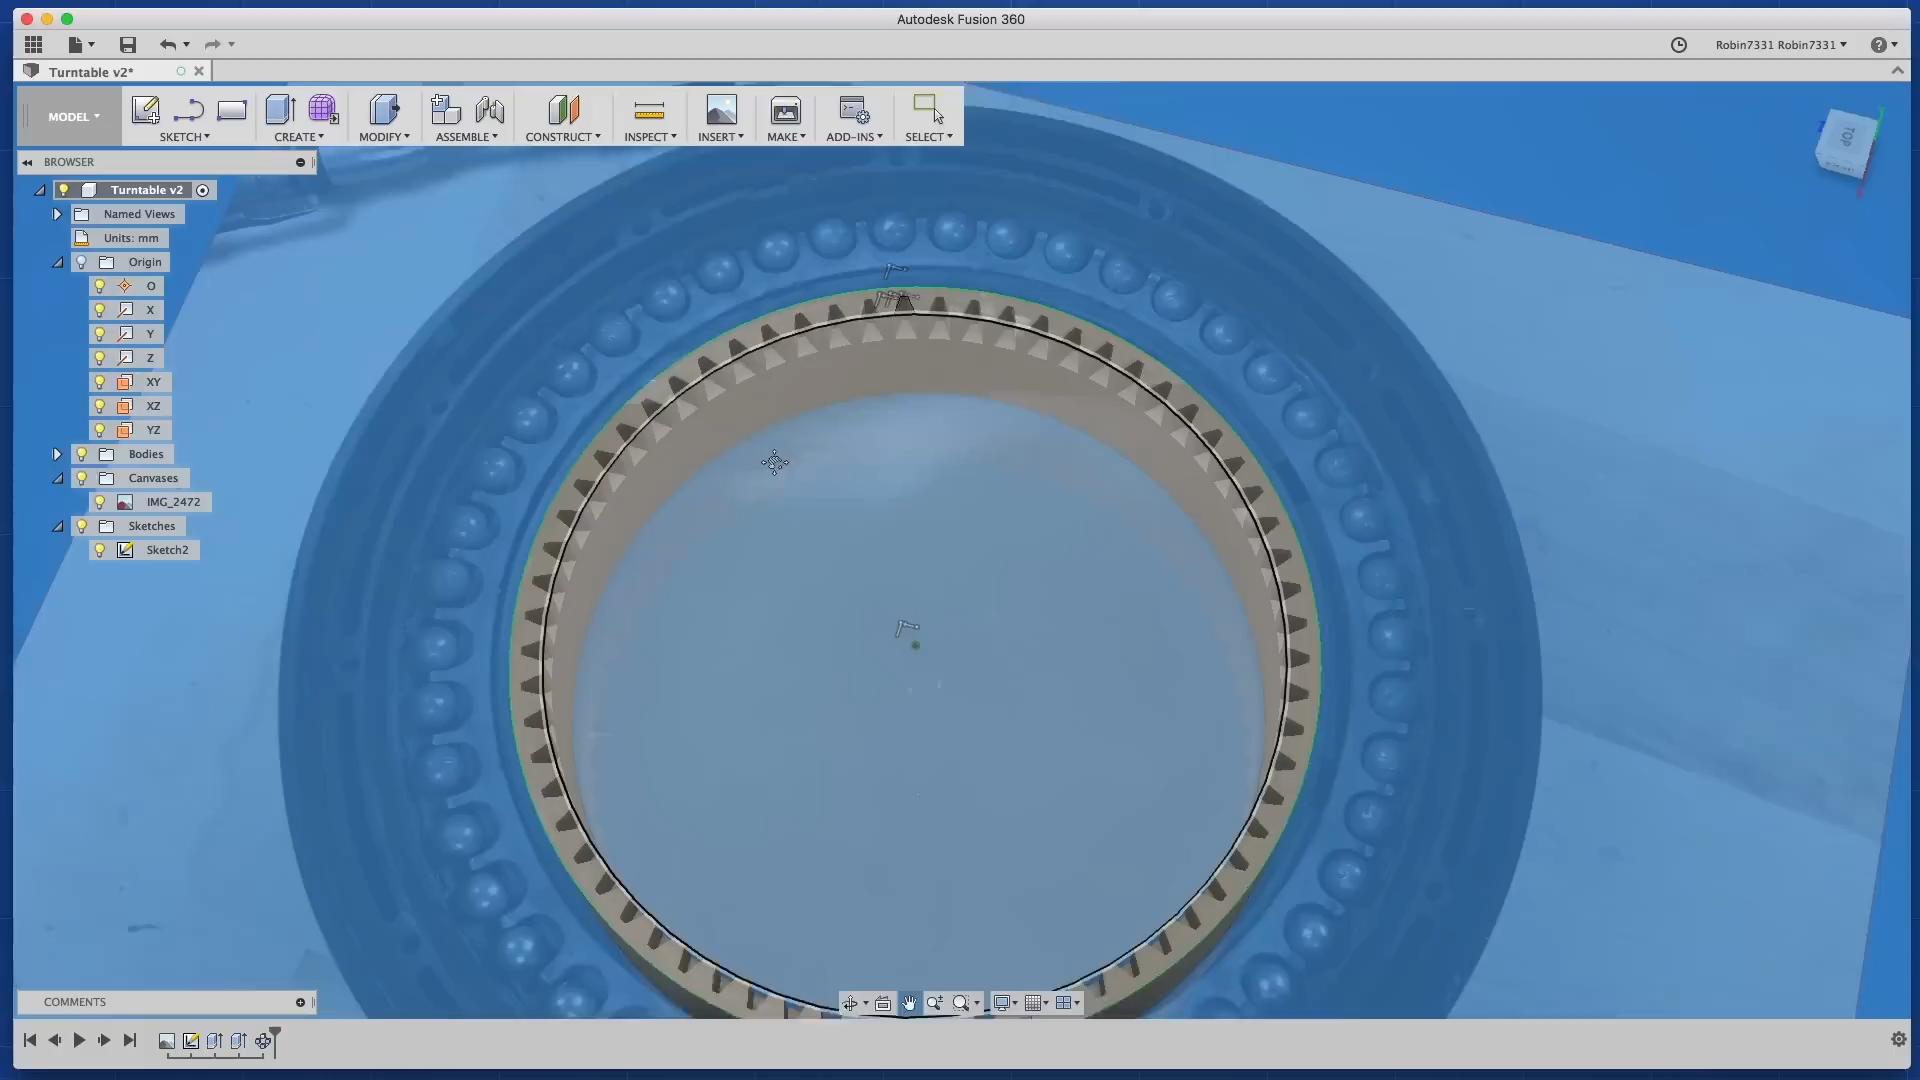 Autodesk Fusion 360
Robin7331 Robin7331
Turntable v2*
MODEL
SKETCH
CREATE
MODIFY
ASSEMBLE
CONSTRUCT
INSPECT
INSERT
MAKE
ADD-INS
SELECT
TOP
BROWSER
Turntable v2
Named Views
Units: mm
Origin
O
X
Y
Z
XY
XZ
YZ
Bodies
Canvases
IMG_2472
Sketches
Sketch2
COMMENTS